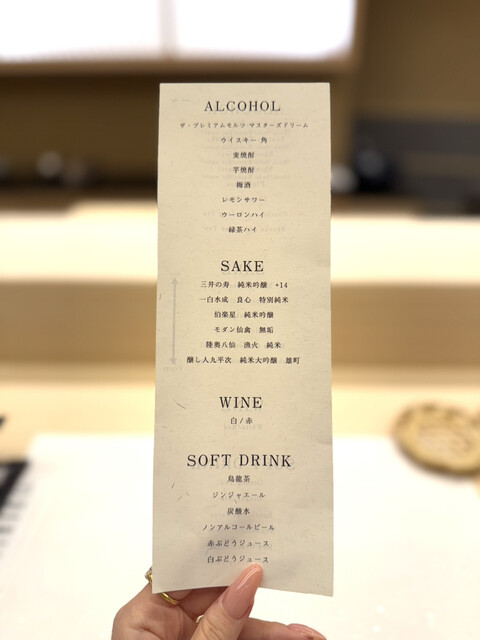 ALCOHOL
ザ・プレミアムモルツ マスターズドリーム
ウイスキー 角
麦焼酎
芋焼酎
梅酒
レモンサワー
ウーロンハイ
緑茶ハイ
SAKE
三井の寿 純米吟醸 +14
一白水成 良心 特別純米
伯楽星 純米吟醸
モダン仙禽 無垢
陸奥八仙 漁火 純米
醸し人九平次 純米大吟醸 雄町
WINE
白/赤
SOFT DRINK
烏龍茶
ジンジャエール
炭酸水
ノンアルコールビール
赤ぶどうジュース
白ぶどうジュース